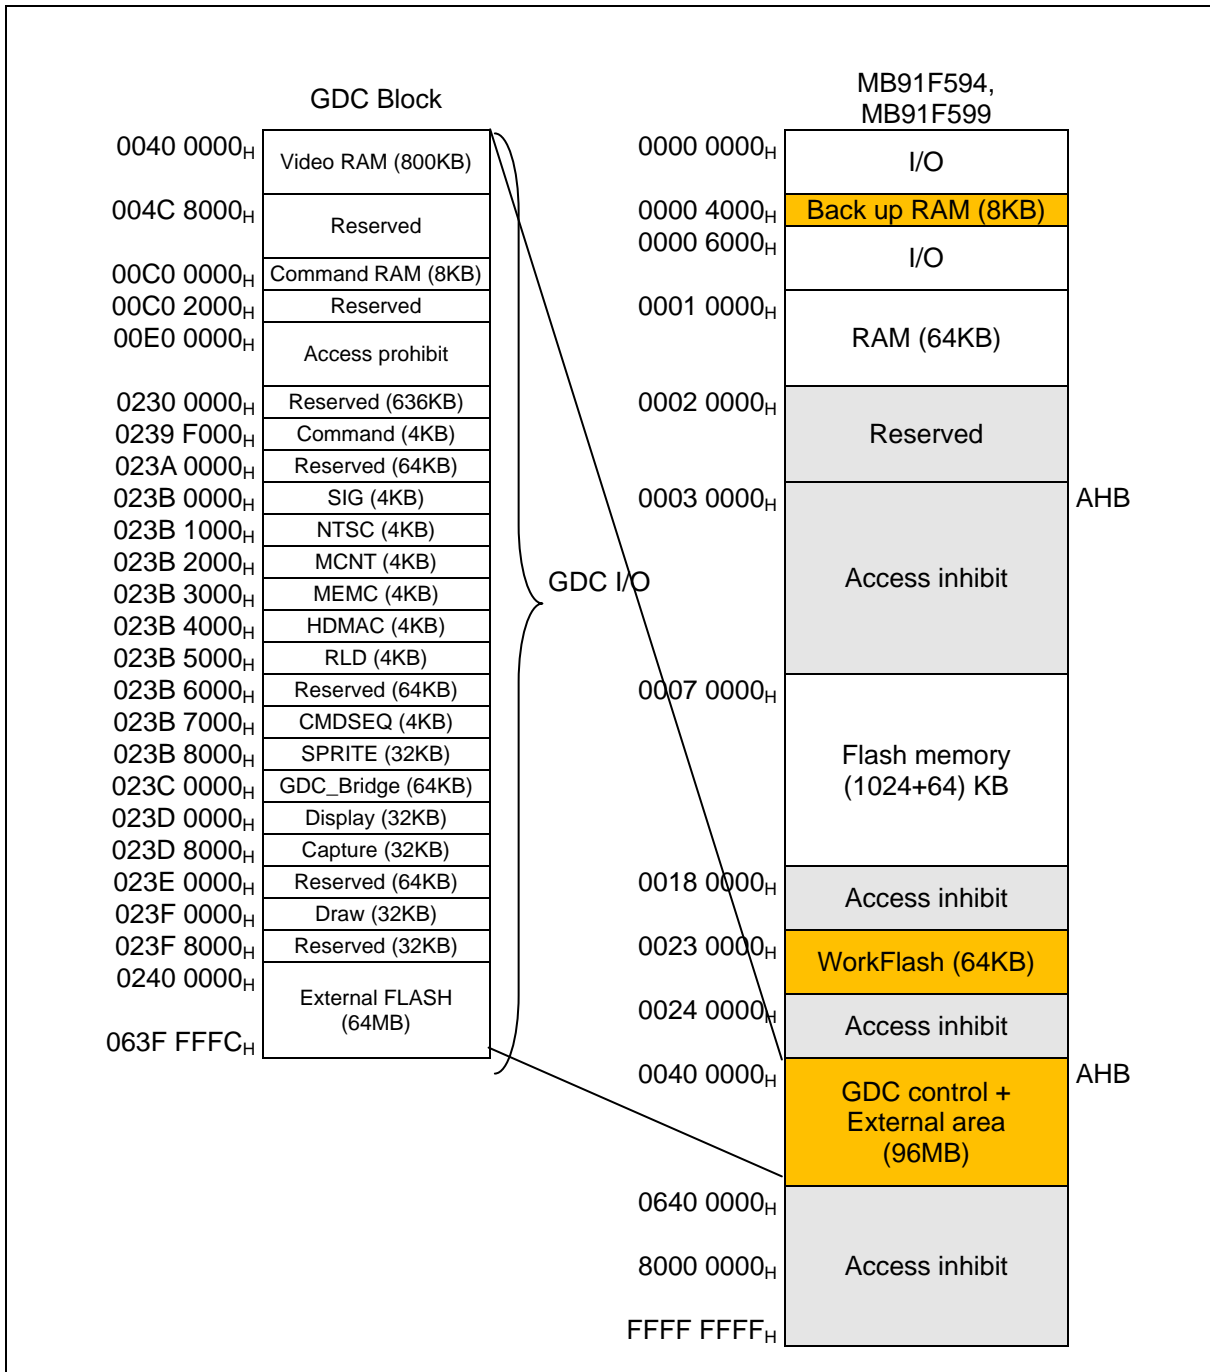 GDC Block
0040 0000H
Video RAM (800KB)
004C 8000H
Reserved
00C0 0000H
Command RAM (8KB)
00C0 2000H
Reserved
00E0 0000H
Access prohibit
0230 0000H
Reserved (636KB)
0239 F000H
Command (4KB)
023A 0000H
Reserved (64KB)
023B 0000H
SIG (4KB)
023B 1000H
NTSC (4KB)
023B 2000H
MCNT (4KB)
023B 3000H
MEMC (4KB)
023B 4000H
HDMAC (4KB)
023B 5000H
RLD (4KB)
023B 6000H
Reserved (64KB)
023B 7000H
CMDSEQ (4KB)
023B 8000H
SPRITE (32KB)
023C 0000H
GDC_Bridge (64KB)
023D 0000H
Display (32KB)
023D 8000H
Capture (32KB)
023E 0000H
Reserved (64KB)
023F 0000H
Draw (32KB)
023F 8000H
Reserved (32KB)
0240 0000H
External FLASH
(64MB)
063F FFFCH
GDC I/O
MB91F594,
MB91F599
0000 0000H
I/O
0000 4000H
Back up RAM (8KB)
0000 6000H
I/O
0001 0000H
RAM (64KB)
0002 0000H
Reserved
0003 0000H
AHB
Access inhibit
0007 0000H
Flash memory
(1024+64) KB
0018 0000H
Access inhibit
0023 0000H
WorkFlash (64KB)
0024 0000H
Access inhibit
0040 0000H
AHB
GDC control +
External area
(96MB)
0640 0000H
8000 0000H
Access inhibit
FFFF FFFFH